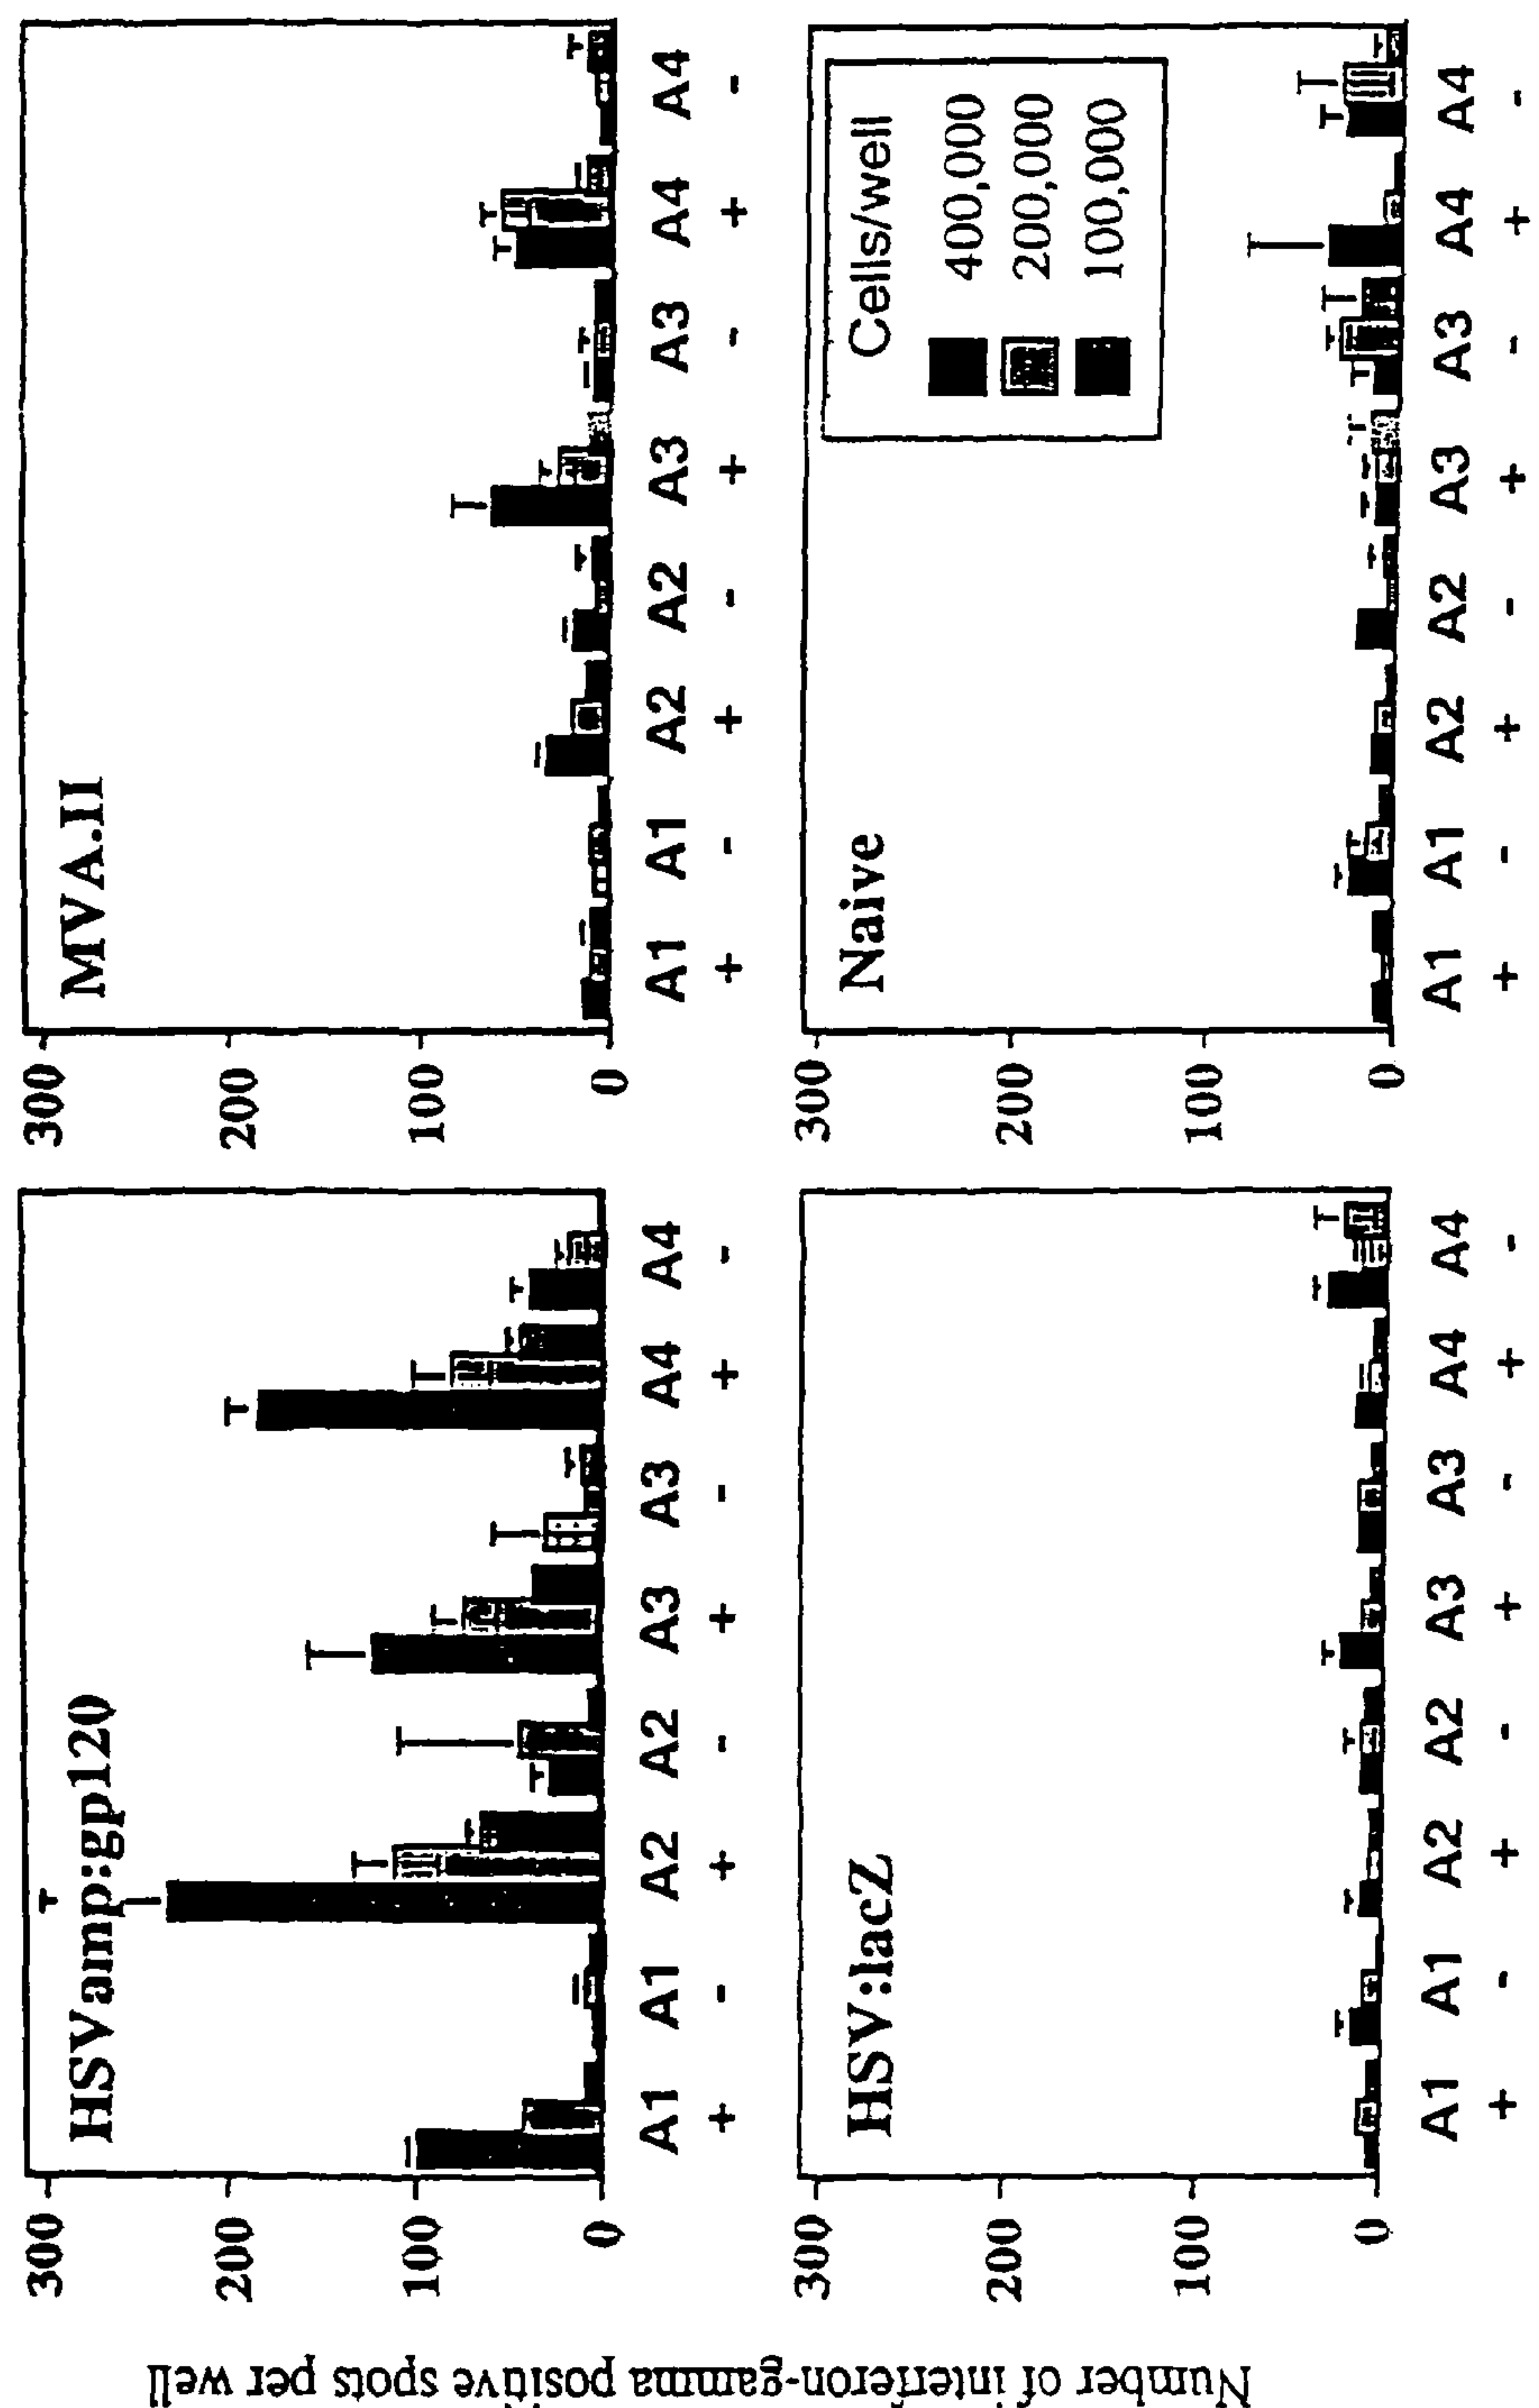 Number of interferon-gamma positive spots per well
HSVamp:gp120
300
200
100
0
A1 A1 A2 A2 A3 A3 A4 A4
+ - + - + - + -
MVA.II
300
200
100
0
A1 A1 A2 A2 A3 A3 A4 A4
+ - + - + - + -
HSV:lacZ
300
200
100
0
A1 A1 A2 A2 A3 A3 A4 A4
+ - + - + - + -
Naive
300
200
100
0
Cells/well
400,000
200,000
100,000
A1 A1 A2 A2 A3 A3 A4 A4
+ - + - + - + -